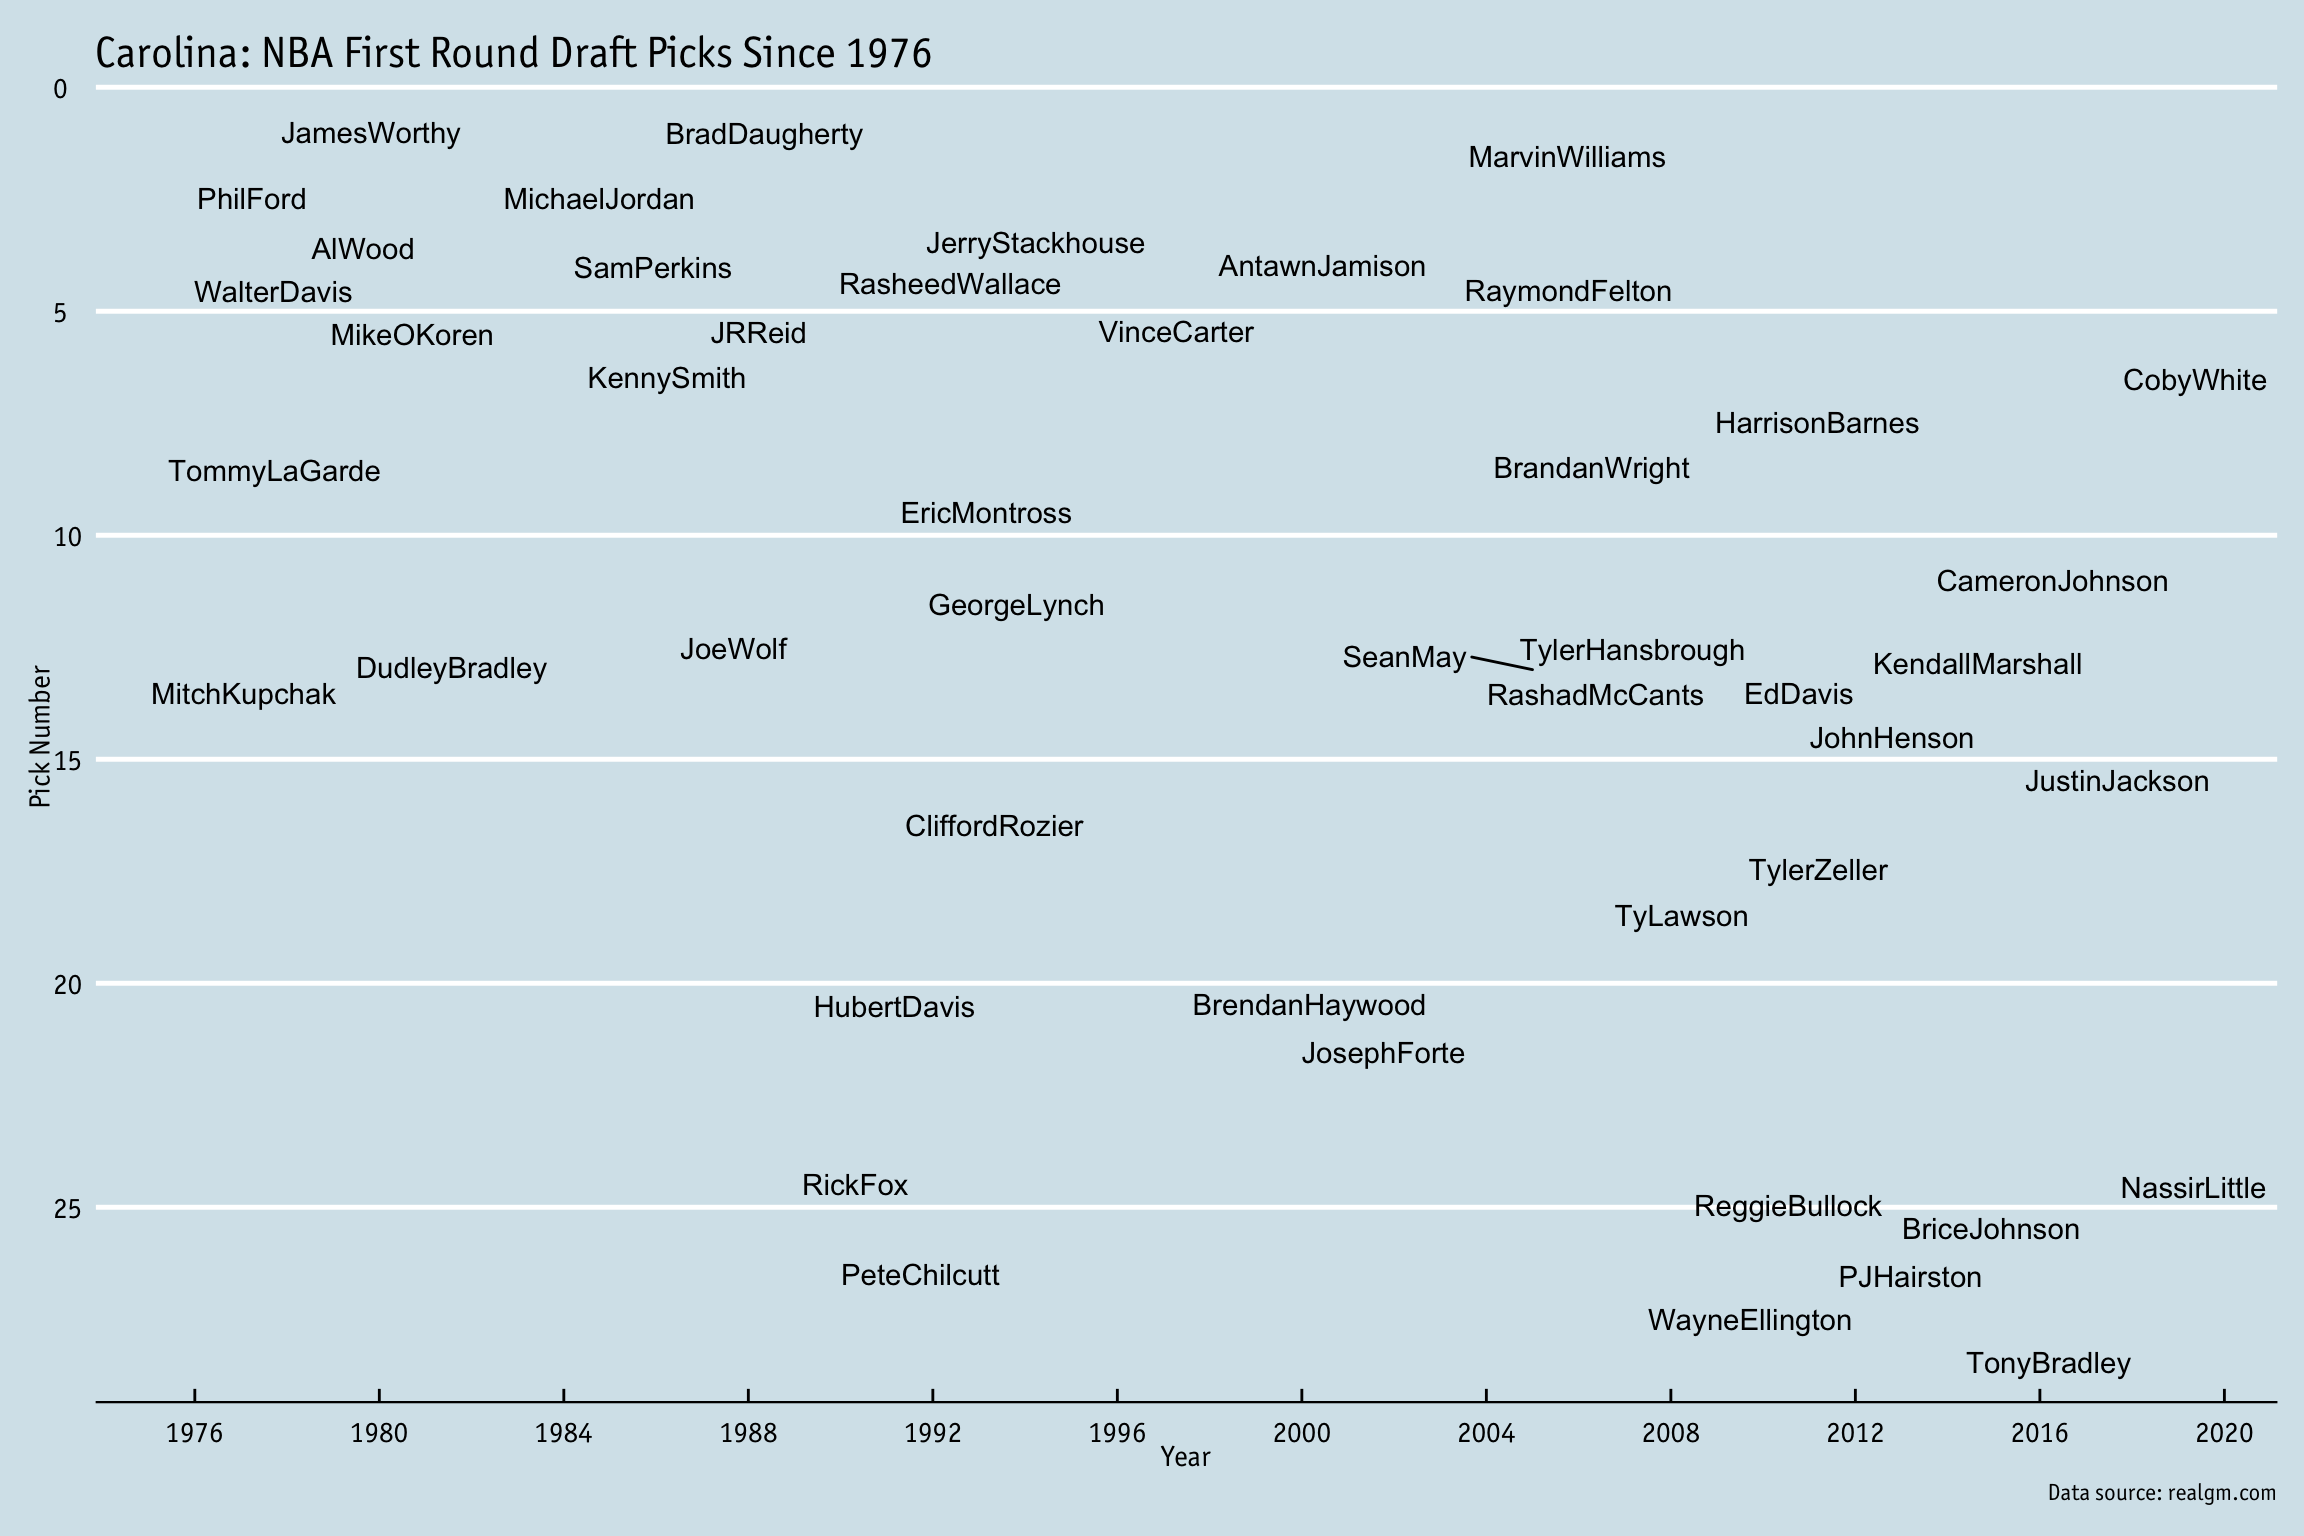 Carolina: NBA First Round Draft Picks Since 1976
0
JamesWorthy
BradDaugherty
MarvinWilliams
PhilFord
MichaelJordan
JerryStackhouse
AlWood
SamPerkins
AntawnJamison
RasheedWallace
WalterDavis
RaymondFelton
5
MikeOKoren
JRReid
VinceCarter
KennySmith
CobyWhite
HarrisonBarnes
TommyLaGarde
BrandanWright
EricMontross
10
CameronJohnson
GeorgeLynch
JoeWolf
TylerHansbrough
SeanMay
DudleyBradley
KendallMarshall
MitchKupchak
RashadMcCants
EdDavis
JohnHenson
Pick Number
15
JustinJackson
CliffordRozier
TylerZeller
TyLawson
20
HubertDavis
BrendanHaywood
JosephForte
RickFox
NassirLittle
25
ReggieBullock
BriceJohnson
PeteChilcutt
PJHairston
WayneEllington
TonyBradley
1976 1980 1984 1988 1992 1996 2000 2004 2008 2012 2016 2020
Year
Data source: realgm.com